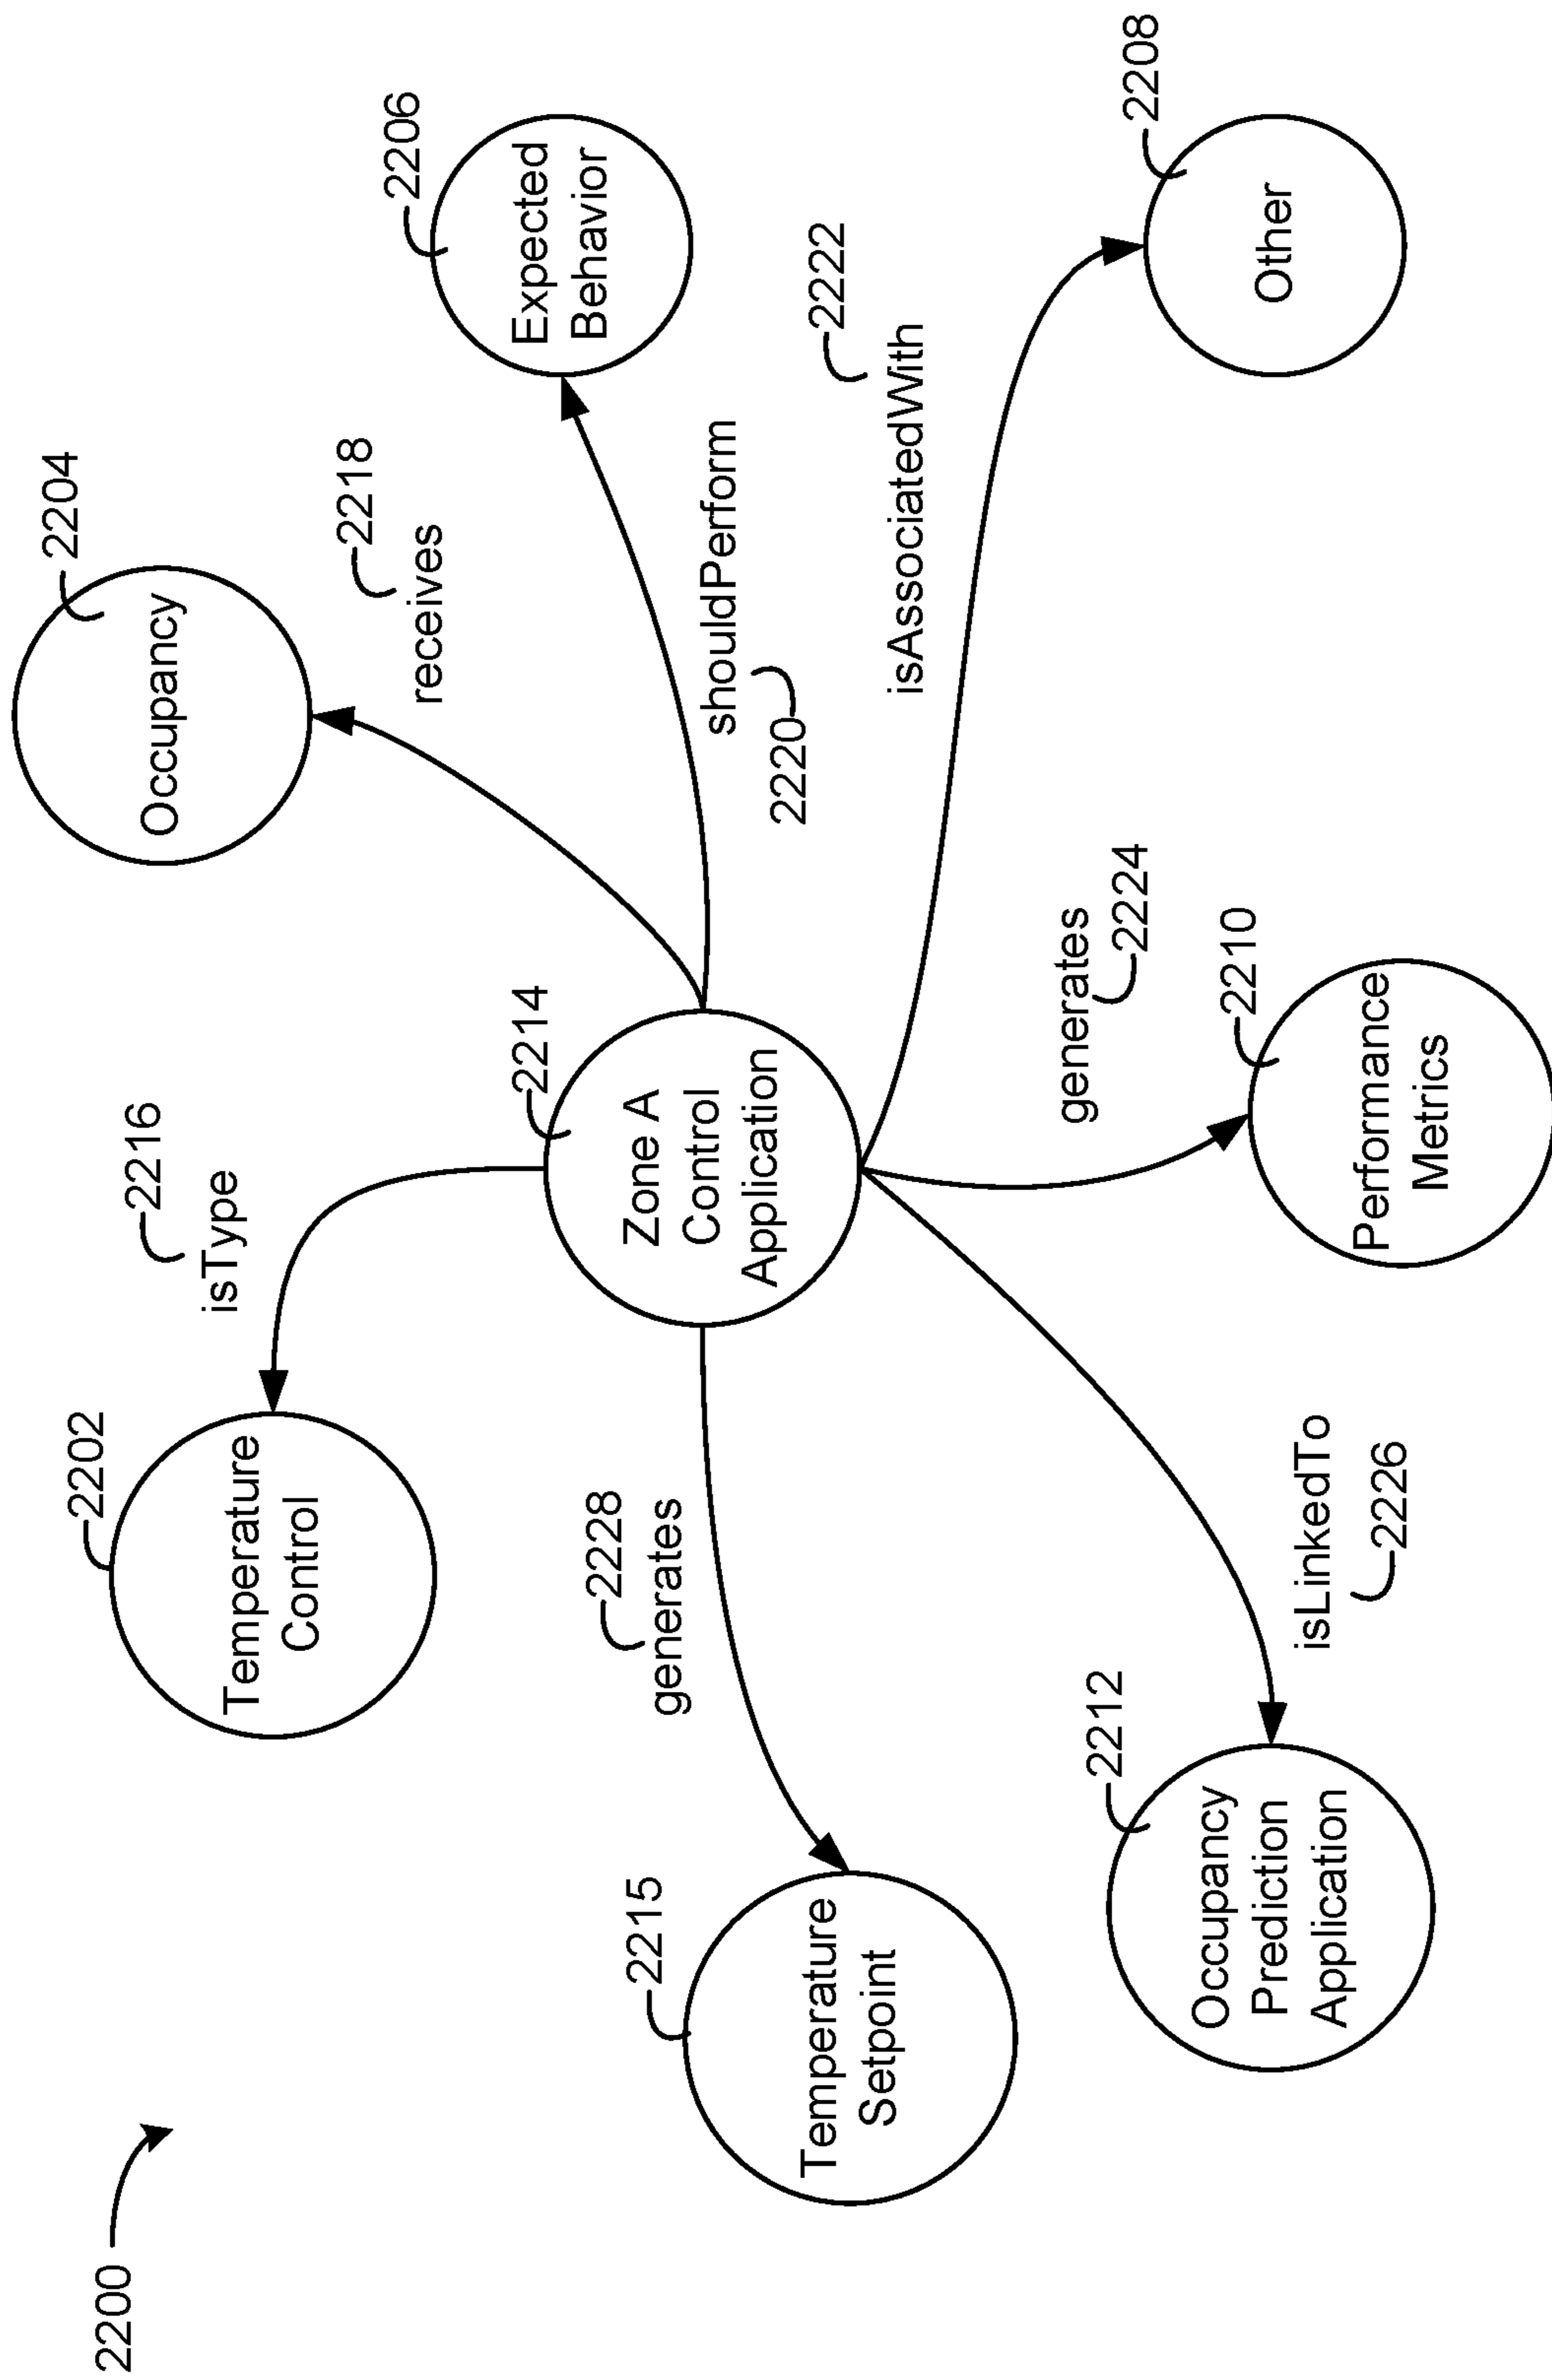 2200
2202
Temperature
Control
2216
isType
2204
Occupancy
2218
receives
2206
Expected
Behavior
2214
Zone A
Control
Application
shouldPerform
2220
2228
generates
2215
Temperature
Setpoint
2222
isAssociatedWith
2208
Other
generates
2224
2210
Performance
Metrics
2212
Occupancy
Prediction
Application
isLinkedTo
2226